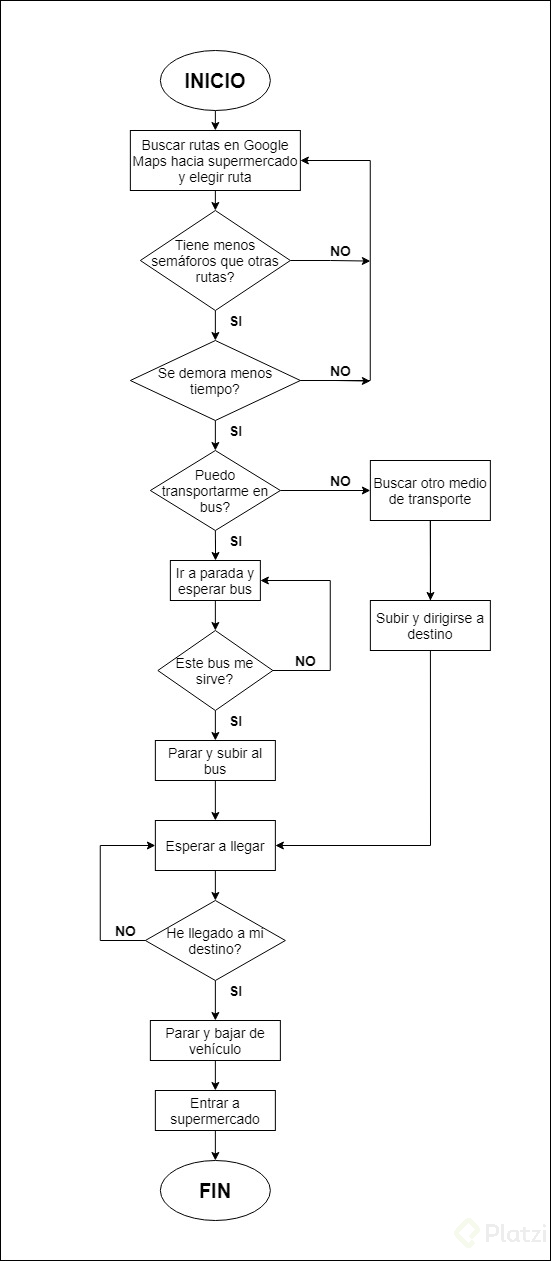 INICIO
Buscar rutas en Google
Maps hacia supermercado
y elegir ruta
Tiene menos
semáforos que otras
rutas?
NO
SI
Se demora menos
tiempo?
NO
SI
Puedo
transportarme en
bus?
NO
Buscar otro medio
de transporte
SI
Ir a parada y
esperar bus
Subir y dirigirse a
destino
Este bus me
sirve?
NO
SI
Parar y subir al
bus
Esperar a llegar
He llegado a mi
destino?
NO
SI
Parar y bajar de
vehículo
Entrar a
supermercado
FIN
Platzi